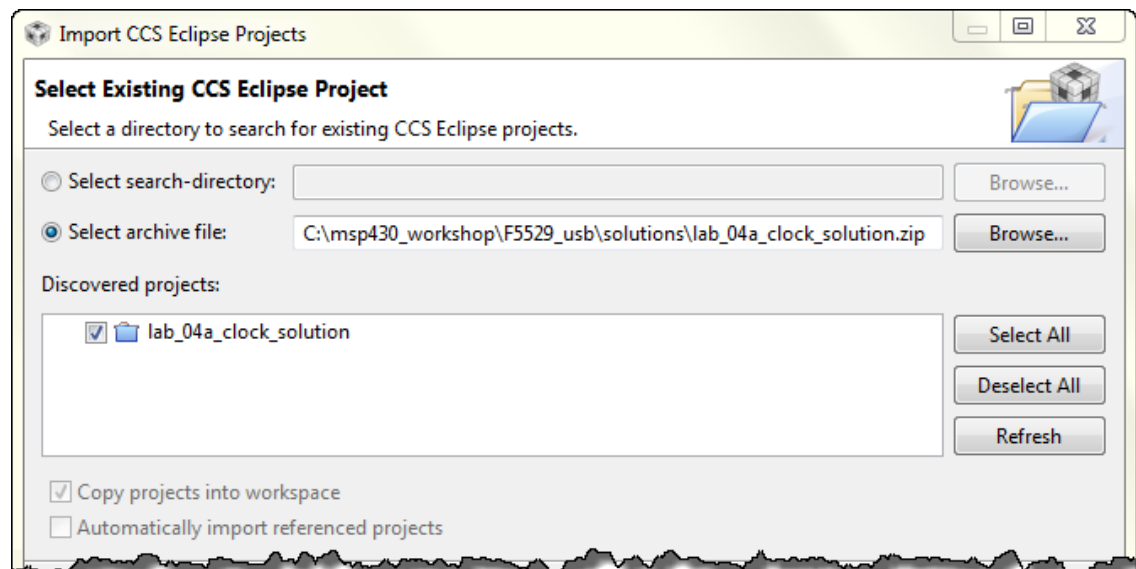 Import CCS Eclipse Projects
Select Existing CCS Eclipse Project
Select a directory to search for existing CCS Eclipse projects.
Select search-directory: Browse...
Select archive file: C:\msp430_workshop\F5529_usb\solutions\lab_04a_clock_solution.zip Browse...
Discovered projects:
lab_04a_clock_solution
Select All
Deselect All
Refresh
Copy projects into workspace
Automatically import referenced projects